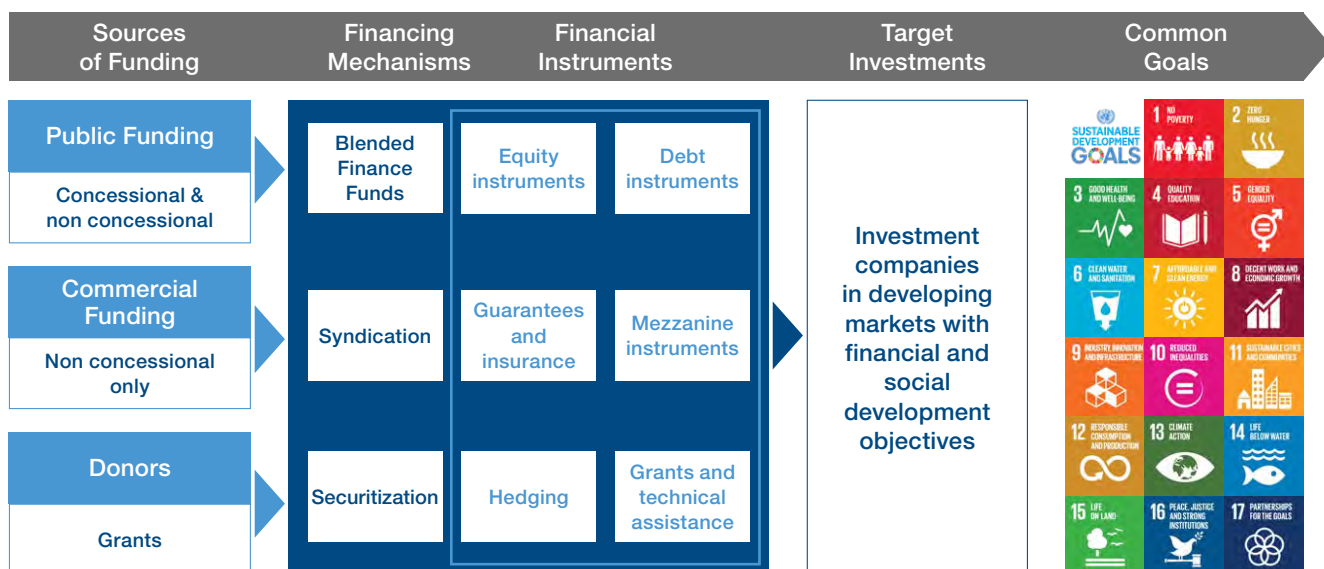 Sources
of Funding
Financing
Mechanisms
Financial
Instruments
Target
Investments
Common
Goals
Public Funding
Concessional &
non concessional
Commercial
Funding
Non concessional
only
Donors
Grants
Blended
Finance
Funds
Equity
instruments
Debt
instruments
Syndication
Guarantees
and
insurance
Mezzanine
instruments
Securitization
Hedging
Grants and
technical
assistance
Investment
companies
in developing
markets with
financial and
social
development
objectives
SUSTAINABLE
DEVELOPMENT
GOALS
1 NO
POVERTY
2 ZERO
HUNGER
3 GOOD HEALTH
AND WELL-BEING
4 QUALITY
EDUCATION
5 GENDER
EQUALITY
6 CLEAN WATER
AND SANITATION
7 AFFORDABLE AND
CLEAN ENERGY
8 DECENT WORK AND
ECONOMIC GROWTH
9 INDUSTRY, INNOVATION
AND INFRASTRUCTURE
10 REDUCED
INEQUALITIES
11 SUSTAINABLE CITIES
AND COMMUNITIES
12 RESPONSIBLE
CONSUMPTION
AND PRODUCTION
13 CLIMATE
ACTION
14 LIFE
BELOW WATER
15 LIFE
ON LAND
16 PEACE, JUSTICE
AND STRONG
INSTITUTIONS
17 PARTNERSHIPS
FOR THE GOALS